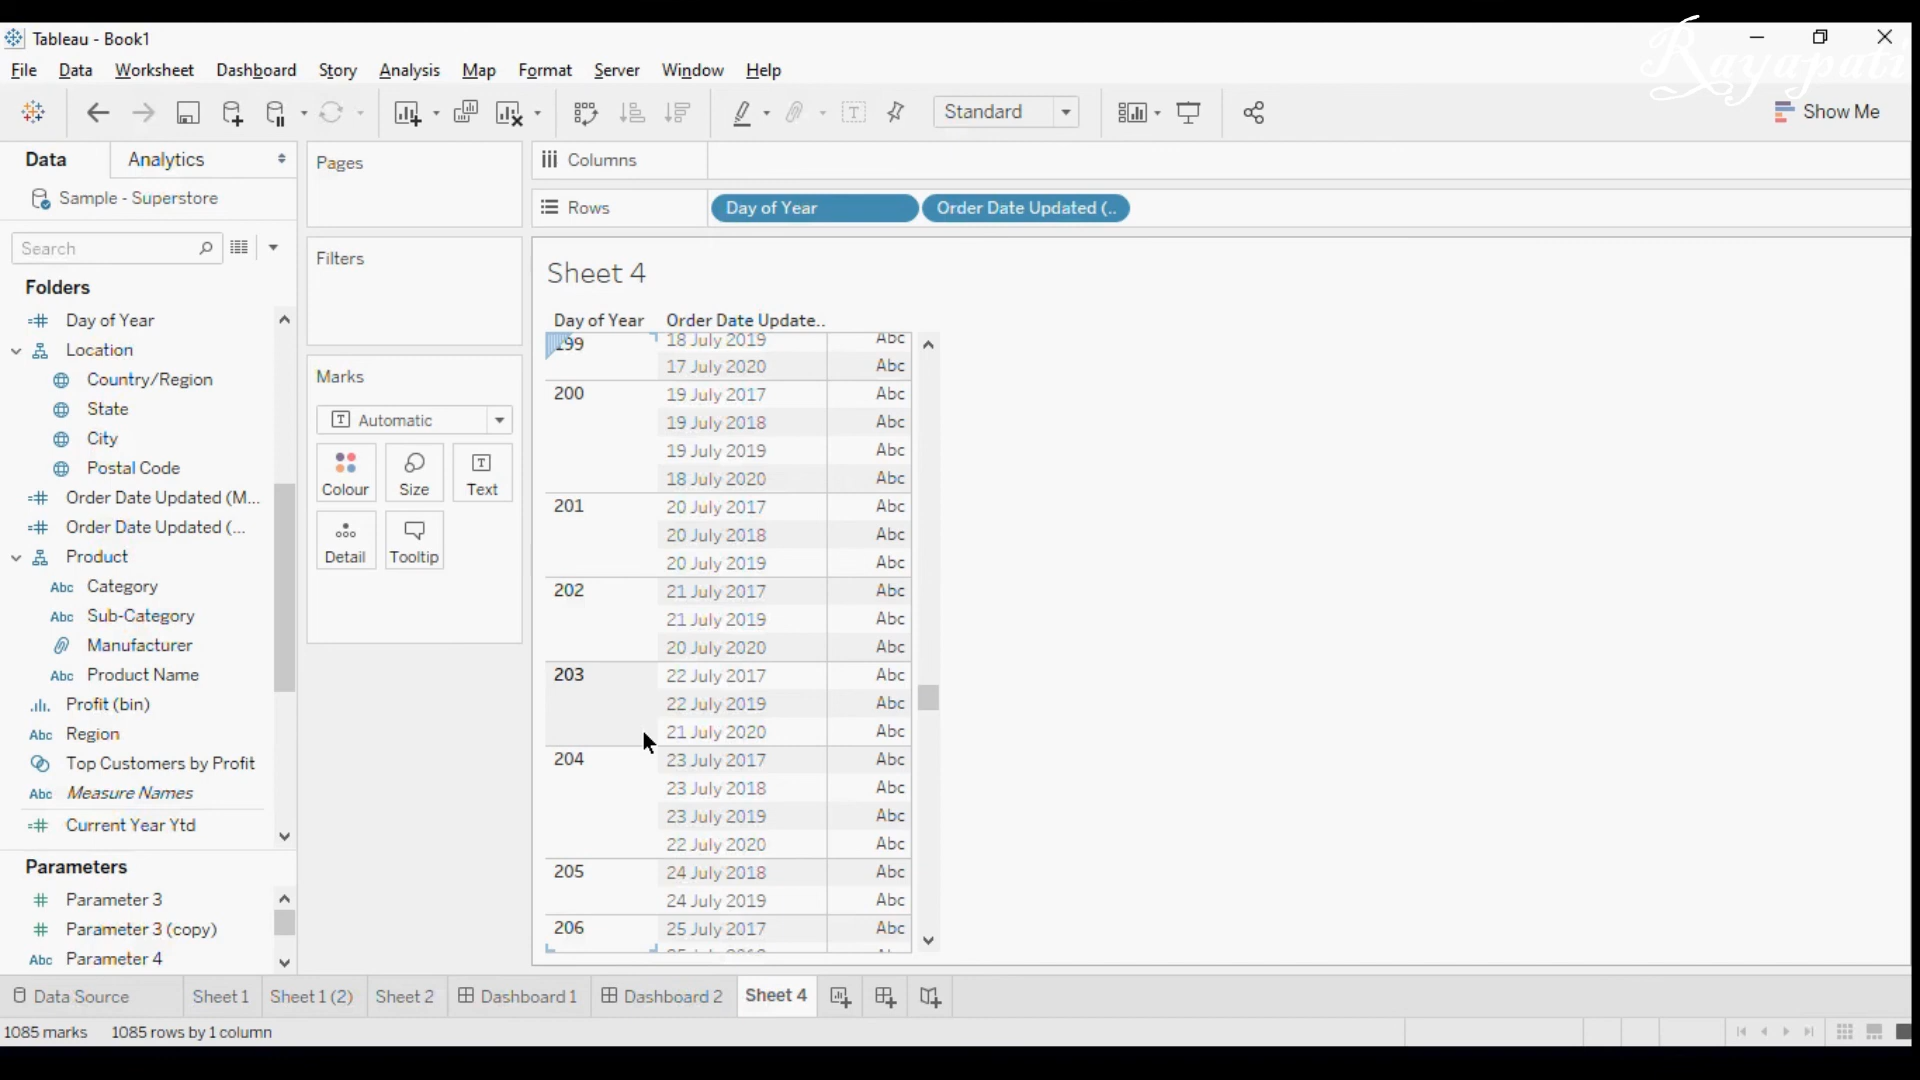 Rayapati
Tableau - Book1
File Data Worksheet Dashboard Story Analysis Map Format Server Window Help
Standard
Show Me
Data
Analytics
Sample - Superstore
Search
Folders
Day of Year
Location
Country/Region
State
City
Postal Code
Order Date Updated (M...
Order Date Updated (...
Product
Abc Category
Abc Sub-Category
Manufacturer
Abc Product Name
Profit (bin)
Abc Region
Top Customers by Profit
Abc Measure Names
Current Year Ytd
Parameters
Parameter 3
Parameter 3 (copy)
Abc Parameter 4
Pages
Filters
Marks
Automatic
Colour Size Text
Detail Tooltip
Columns
Rows Day of Year Order Date Updated (..
Sheet 4
Day of Year Order Date Update..
199 18 July 2019 Abc
17 July 2020 Abc
200 19 July 2017 Abc
19 July 2018 Abc
19 July 2019 Abc
18 July 2020 Abc
201 20 July 2017 Abc
20 July 2018 Abc
20 July 2019 Abc
202 21 July 2017 Abc
21 July 2019 Abc
20 July 2020 Abc
203 22 July 2017 Abc
22 July 2019 Abc
21 July 2020 Abc
204 23 July 2017 Abc
23 July 2018 Abc
23 July 2019 Abc
22 July 2020 Abc
205 24 July 2018 Abc
24 July 2019 Abc
206 25 July 2017 Abc
Data Source Sheet 1 Sheet 1 (2) Sheet 2 Dashboard 1 Dashboard 2 Sheet 4
1085 marks 1085 rows by 1 column